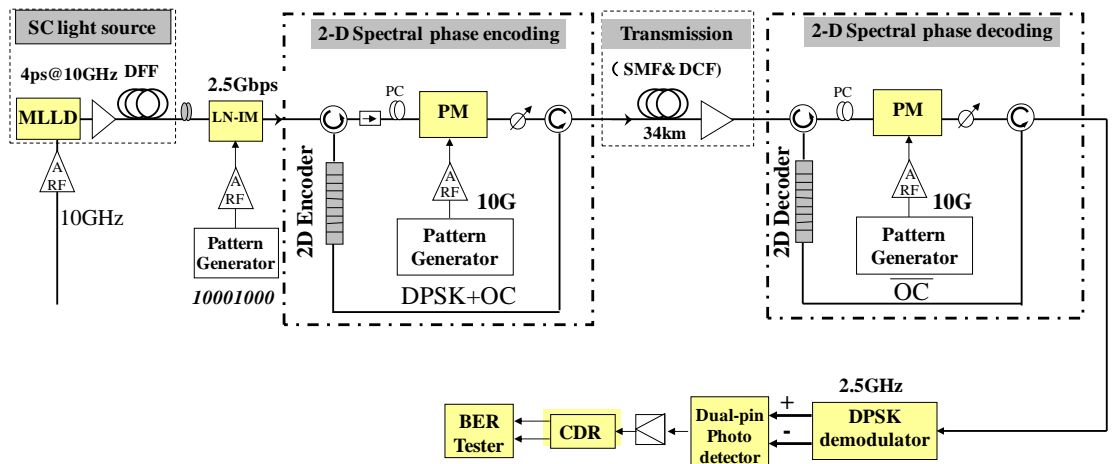 SC light source
4ps@10GHz DFF
MLLD
A
RF
10GHz
2.5Gbps
LN-IM
A
RF
Pattern
Generator
10001000
2-D Spectral phase encoding
PC
PM
2D Encoder
A
RF
10G
Pattern
Generator
DPSK+OC
Transmission
( SMF& DCF)
34km
2-D Spectral phase decoding
PC
PM
2D Decoder
A
RF
10G
Pattern
Generator
O̅C̅
2.5GHz
DPSK
demodulator
+
-
Dual-pin
Photo
detector
CDR
BER
Tester